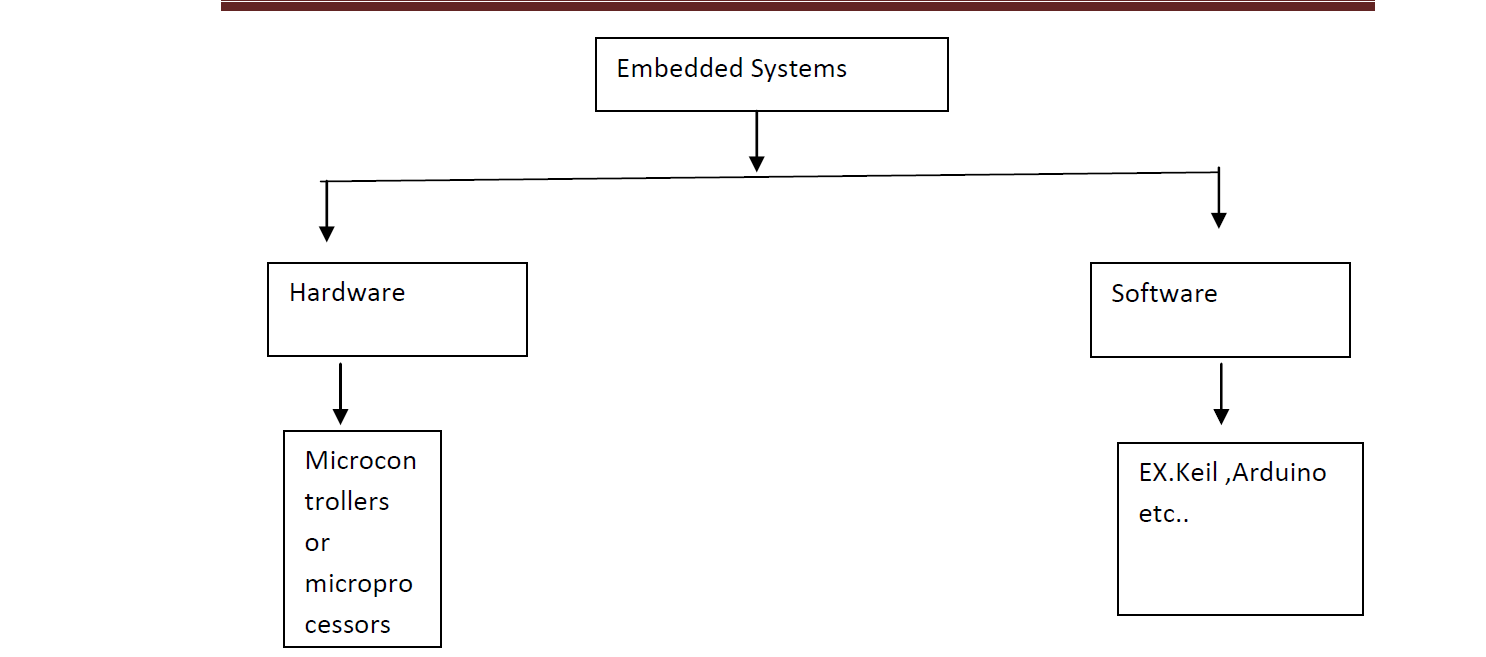 Embedded Systems
Hardware
Software
Microcon
trollers
or
micropro
cessors
EX.Keil ,Arduino
etc..